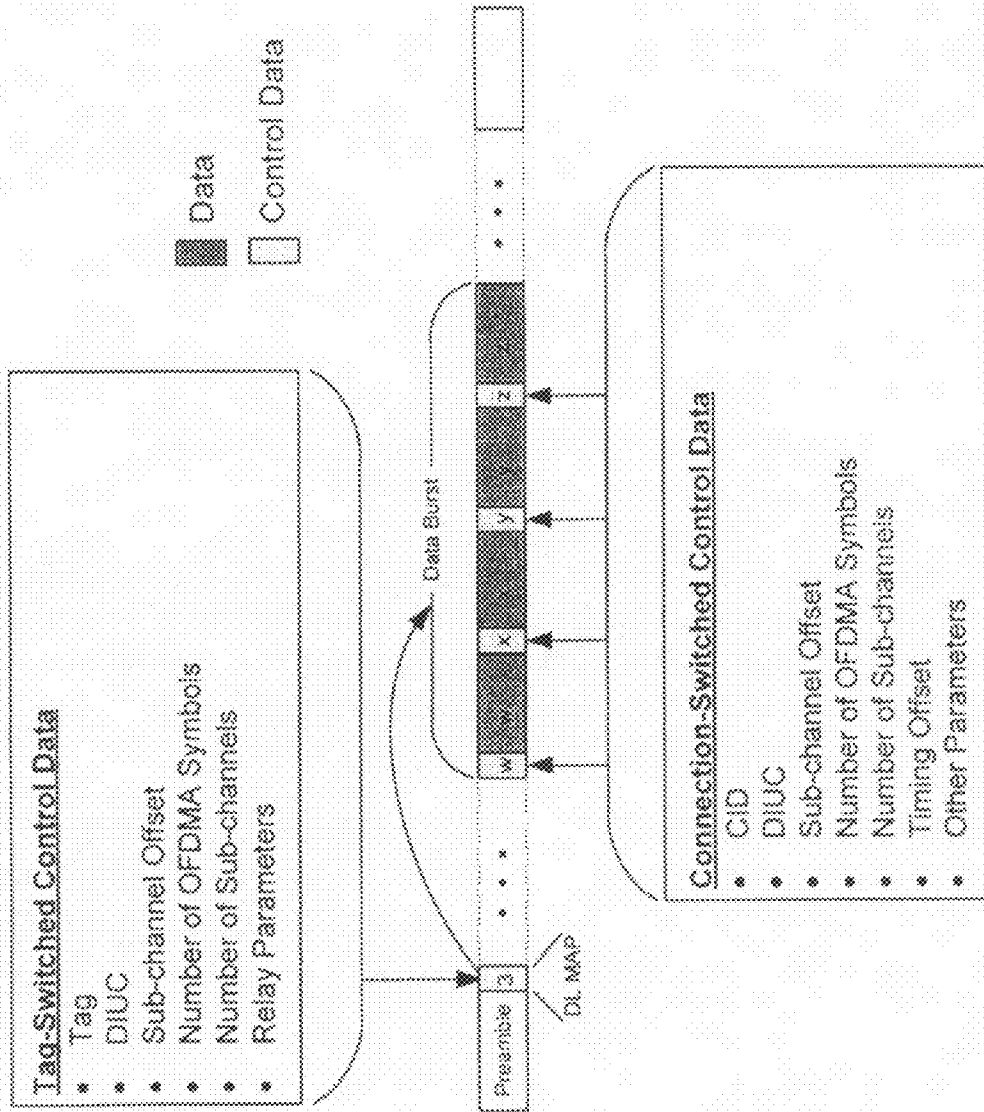 Tag-Switched Control Data
• Tag
• DIUC
• Sub-channel Offset
• Number of OFDMA Symbols
• Number of Sub-channels
• Relay Parameters
Data
Control Data
Data Burst
Preamble 3 • • • w x y z • • •
DL MAP
Connection-Switched Control Data
• CID
• DIUC
• Sub-channel Offset
• Number of OFDMA Symbols
• Number of Sub-channels
• Timing Offset
• Other Parameters